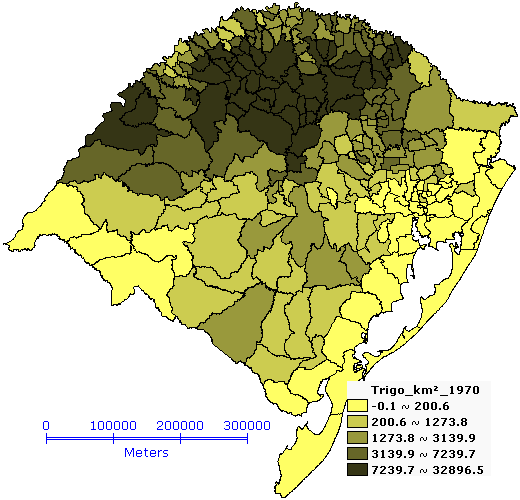 Trigo_km²_1970
-0.1 ~ 200.6
200.6 ~ 1273.8
1273.8 ~ 3139.9
3139.9 ~ 7239.7
7239.7 ~ 32896.5
0 100000 200000 300000
Meters